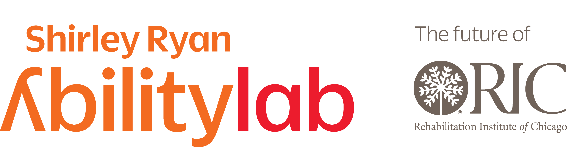 Shirley Ryan
Abilitylab
The future of
RIC
Rehabilitation Institute of Chicago